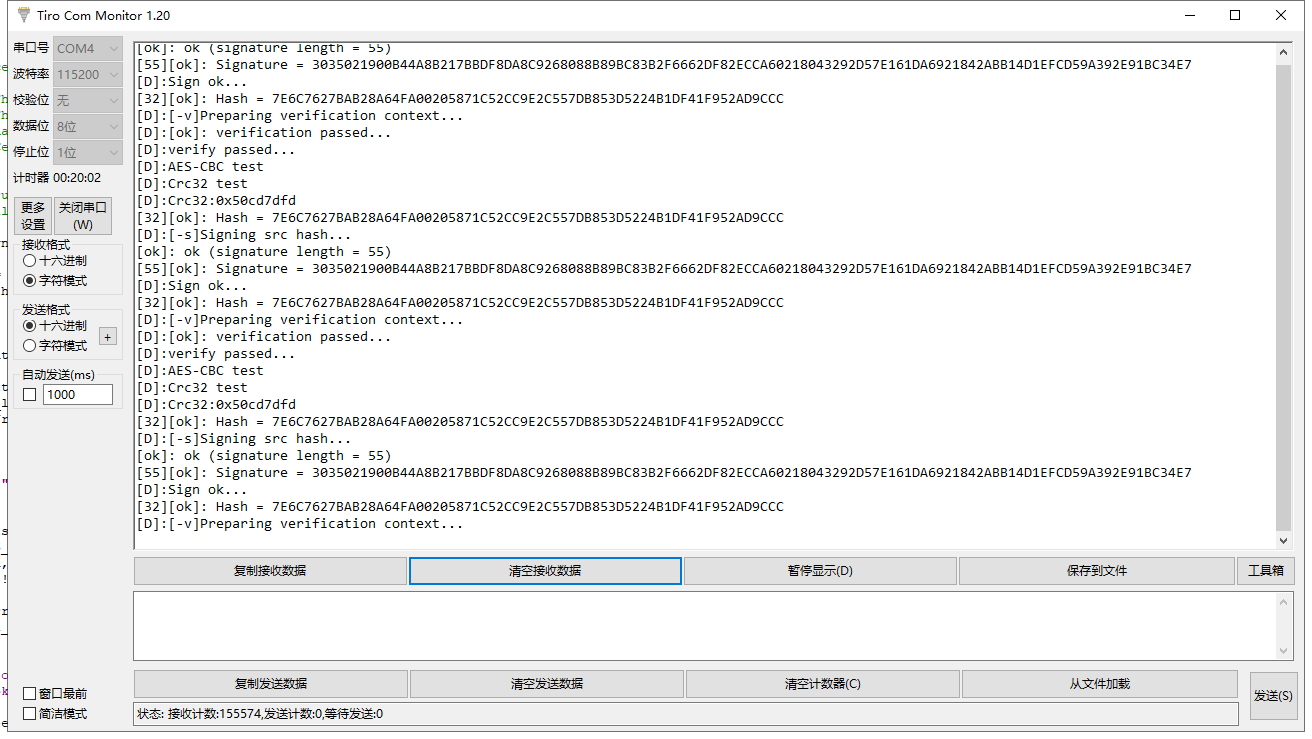 Tiro Com Monitor 1.20
串口号 COM4
波特率 115200
校验位 无
数据位 8位
停止位 1位
计时器 00:20:02
更多设置
关闭串口(W)
接收格式
十六进制
字符模式
发送格式
十六进制
字符模式
+
自动发送(ms)
1000
窗口最前
简洁模式
[ok]: ok (signature length = 55)
[55][ok]: Signature = 3035021900B44A8B217BBDF8DA8C9268088B89BC83B2F6662DF82ECCA60218043292D57E161DA6921842ABB14D1EFCD59A392E91BC34E7
[D]:Sign ok...
[32][ok]: Hash = 7E6C7627BAB28A64FA00205871C52CC9E2C557DB853D5224B1DF41F952AD9CCC
[D]:[-v]Preparing verification context...
[D]:[ok]: verification passed...
[D]:verify passed...
[D]:AES-CBC test
[D]:Crc32 test
[D]:Crc32:0x50cd7dfd
[32][ok]: Hash = 7E6C7627BAB28A64FA00205871C52CC9E2C557DB853D5224B1DF41F952AD9CCC
[D]:[-s]Signing src hash...
[ok]: ok (signature length = 55)
[55][ok]: Signature = 3035021900B44A8B217BBDF8DA8C9268088B89BC83B2F6662DF82ECCA60218043292D57E161DA6921842ABB14D1EFCD59A392E91BC34E7
[D]:Sign ok...
[32][ok]: Hash = 7E6C7627BAB28A64FA00205871C52CC9E2C557DB853D5224B1DF41F952AD9CCC
[D]:[-v]Preparing verification context...
[D]:[ok]: verification passed...
[D]:verify passed...
[D]:AES-CBC test
[D]:Crc32 test
[D]:Crc32:0x50cd7dfd
[32][ok]: Hash = 7E6C7627BAB28A64FA00205871C52CC9E2C557DB853D5224B1DF41F952AD9CCC
[D]:[-s]Signing src hash...
[ok]: ok (signature length = 55)
[55][ok]: Signature = 3035021900B44A8B217BBDF8DA8C9268088B89BC83B2F6662DF82ECCA60218043292D57E161DA6921842ABB14D1EFCD59A392E91BC34E7
[D]:Sign ok...
[32][ok]: Hash = 7E6C7627BAB28A64FA00205871C52CC9E2C557DB853D5224B1DF41F952AD9CCC
[D]:[-v]Preparing verification context...
复制接收数据 清空接收数据 暂停显示(D) 保存到文件 工具箱
复制发送数据 清空发送数据 清空计数器(C) 从文件加载 发送(S)
状态: 接收计数:155574,发送计数:0,等待发送:0